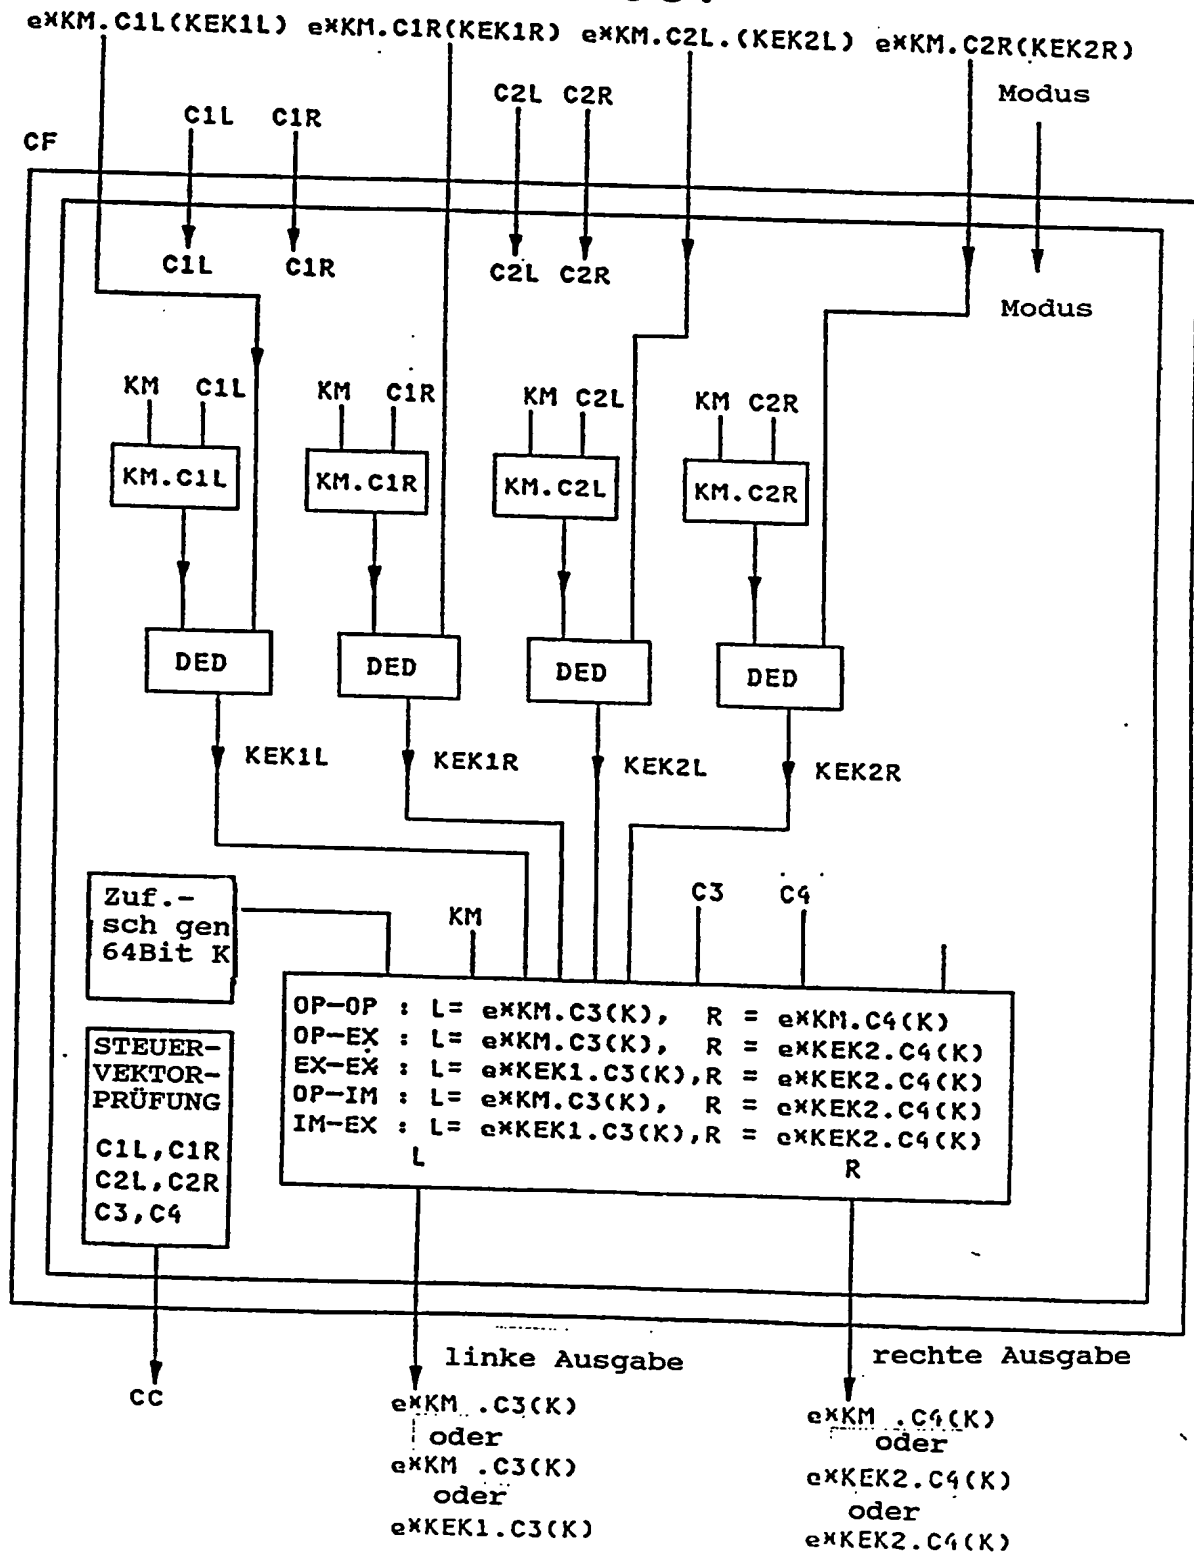 e*KM.C1L(KEK1L) e*KM.C1R(KEK1R) e*KM.C2L.(KEK2L) e*KM.C2R(KEK2R)
C1L C1R C2L C2R Modus
CF
C1L C1R C2L C2R Modus
KM C1L KM C1R KM C2L KM C2R
KM.C1L KM.C1R KM.C2L KM.C2R
DED DED DED DED
KEK1L KEK1R KEK2L KEK2R
Zuf.-
sch gen
64Bit K
KM C3 C4
OP-OP : L= e*KM.C3(K), R = e*KM.C4(K)
OP-EX : L= e*KM.C3(K), R = e*KEK2.C4(K)
EX-EX : L= e*KEK1.C3(K),R = e*KEK2.C4(K)
OP-IM : L= e*KM.C3(K), R = e*KEK2.C4(K)
IM-EX : L= e*KEK1.C3(K),R = e*KEK2.C4(K)
L R
STEUER-
VEKTOR-
PRÜFUNG
C1L,C1R
C2L,C2R
C3,C4
CC
linke Ausgabe
e*KM .C3(K)
oder
e*KM .C3(K)
oder
e*KEK1.C3(K)
rechte Ausgabe
e*KM .C4(K)
oder
e*KEK2.C4(K)
oder
e*KEK2.C4(K)